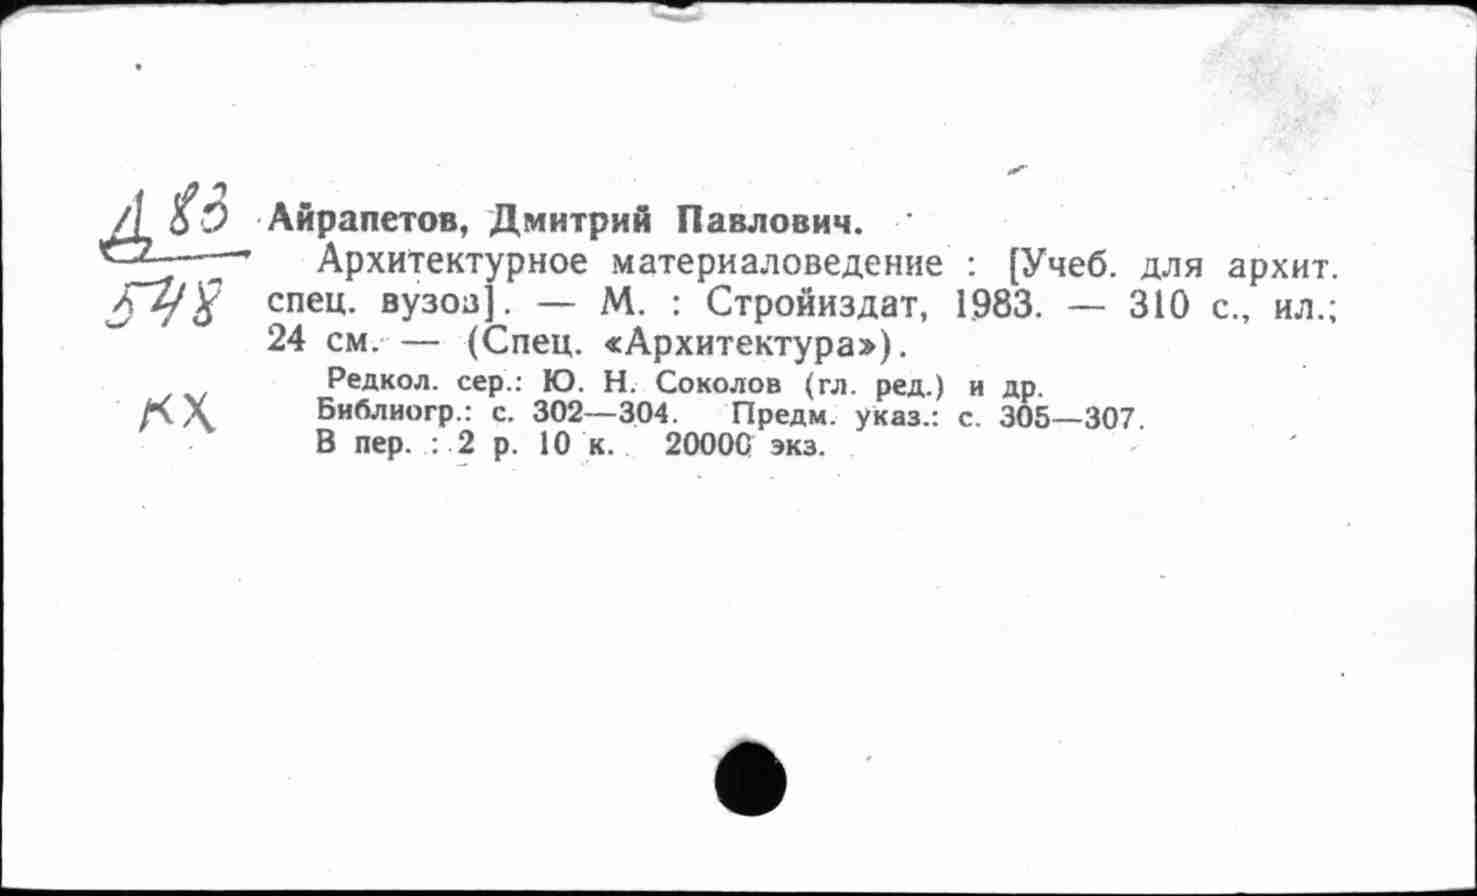 Д 83
548
КХ
Айрапетов, Дмитрий Павлович.
Архитектурное материаловедение : [Учеб. для архит.
спец. вузов]. — М. : Стройиздат, 1983. — 310 с., ил.;
24 см. — (Спец. «Архитектура»).
Редкол. сер.: Ю. Н. Соколов (гл. ред.) и др.
Библиогр.: с. 302—304. Предм. указ.: с. 305—307.
В пер. : 2 р. 10 к. 20000 экз.